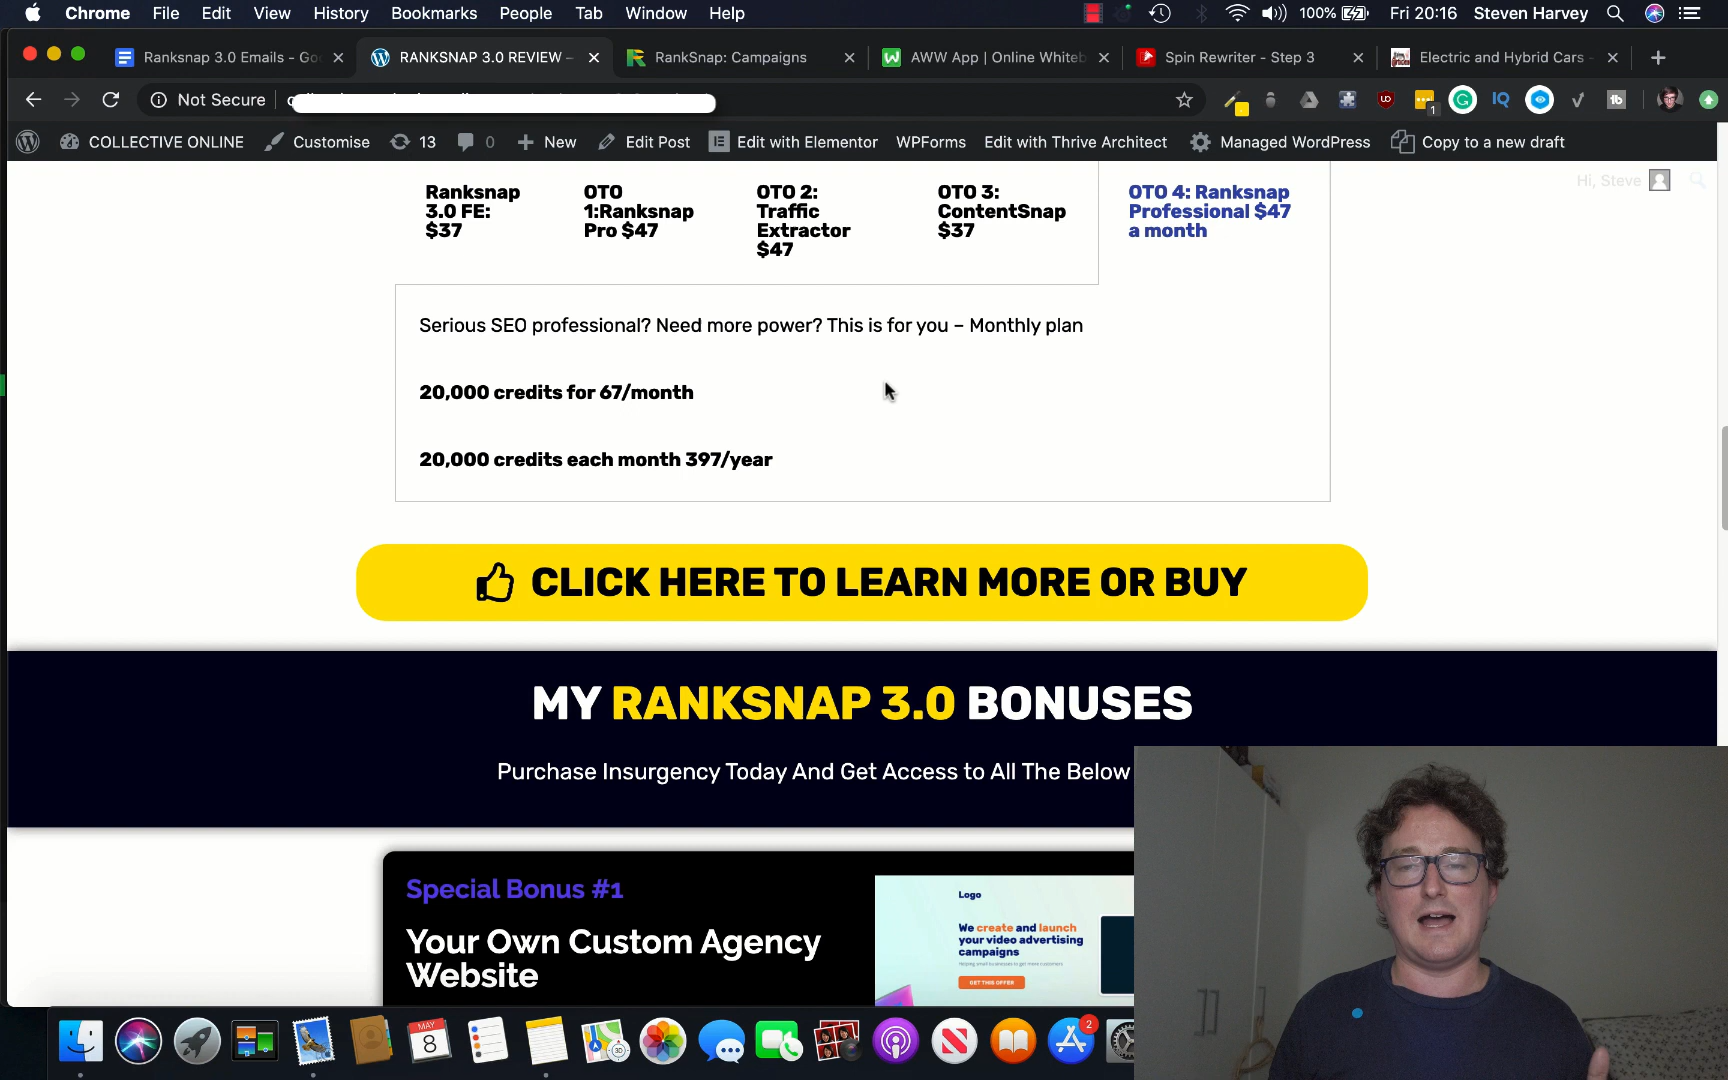 Chrome File Edit View History Bookmarks People Tab Window Help 100% Fri 20:16 Steven Harvey
Ranksnap 3.0 Emails - Goo
RANKSNAP 3.0 REVIEW –
RankSnap: Campaigns
AWW App | Online Whiteb
Spin Rewriter - Step 3
Electric and Hybrid Cars -
Not Secure
COLLECTIVE ONLINE Customise 13 0 New Edit Post Edit with Elementor WPForms Edit with Thrive Architect Managed WordPress Copy to a new draft
Hi, Steve
Ranksnap
3.0 FE:
$37
OTO
1:Ranksnap
Pro $47
OTO 2:
Traffic
Extractor
$47
OTO 3:
ContentSnap
$37
OTO 4: Ranksnap
Professional $47
a month
Serious SEO professional? Need more power? This is for you – Monthly plan
20,000 credits for 67/month
20,000 credits each month 397/year
CLICK HERE TO LEARN MORE OR BUY
MY RANKSNAP 3.0 BONUSES
Purchase Insurgency Today And Get Access to All The Below
Special Bonus #1
Your Own Custom Agency
Website
Logo
We create and launch
your video advertising
campaigns
GET THIS OFFER
MAY
8
3D
2